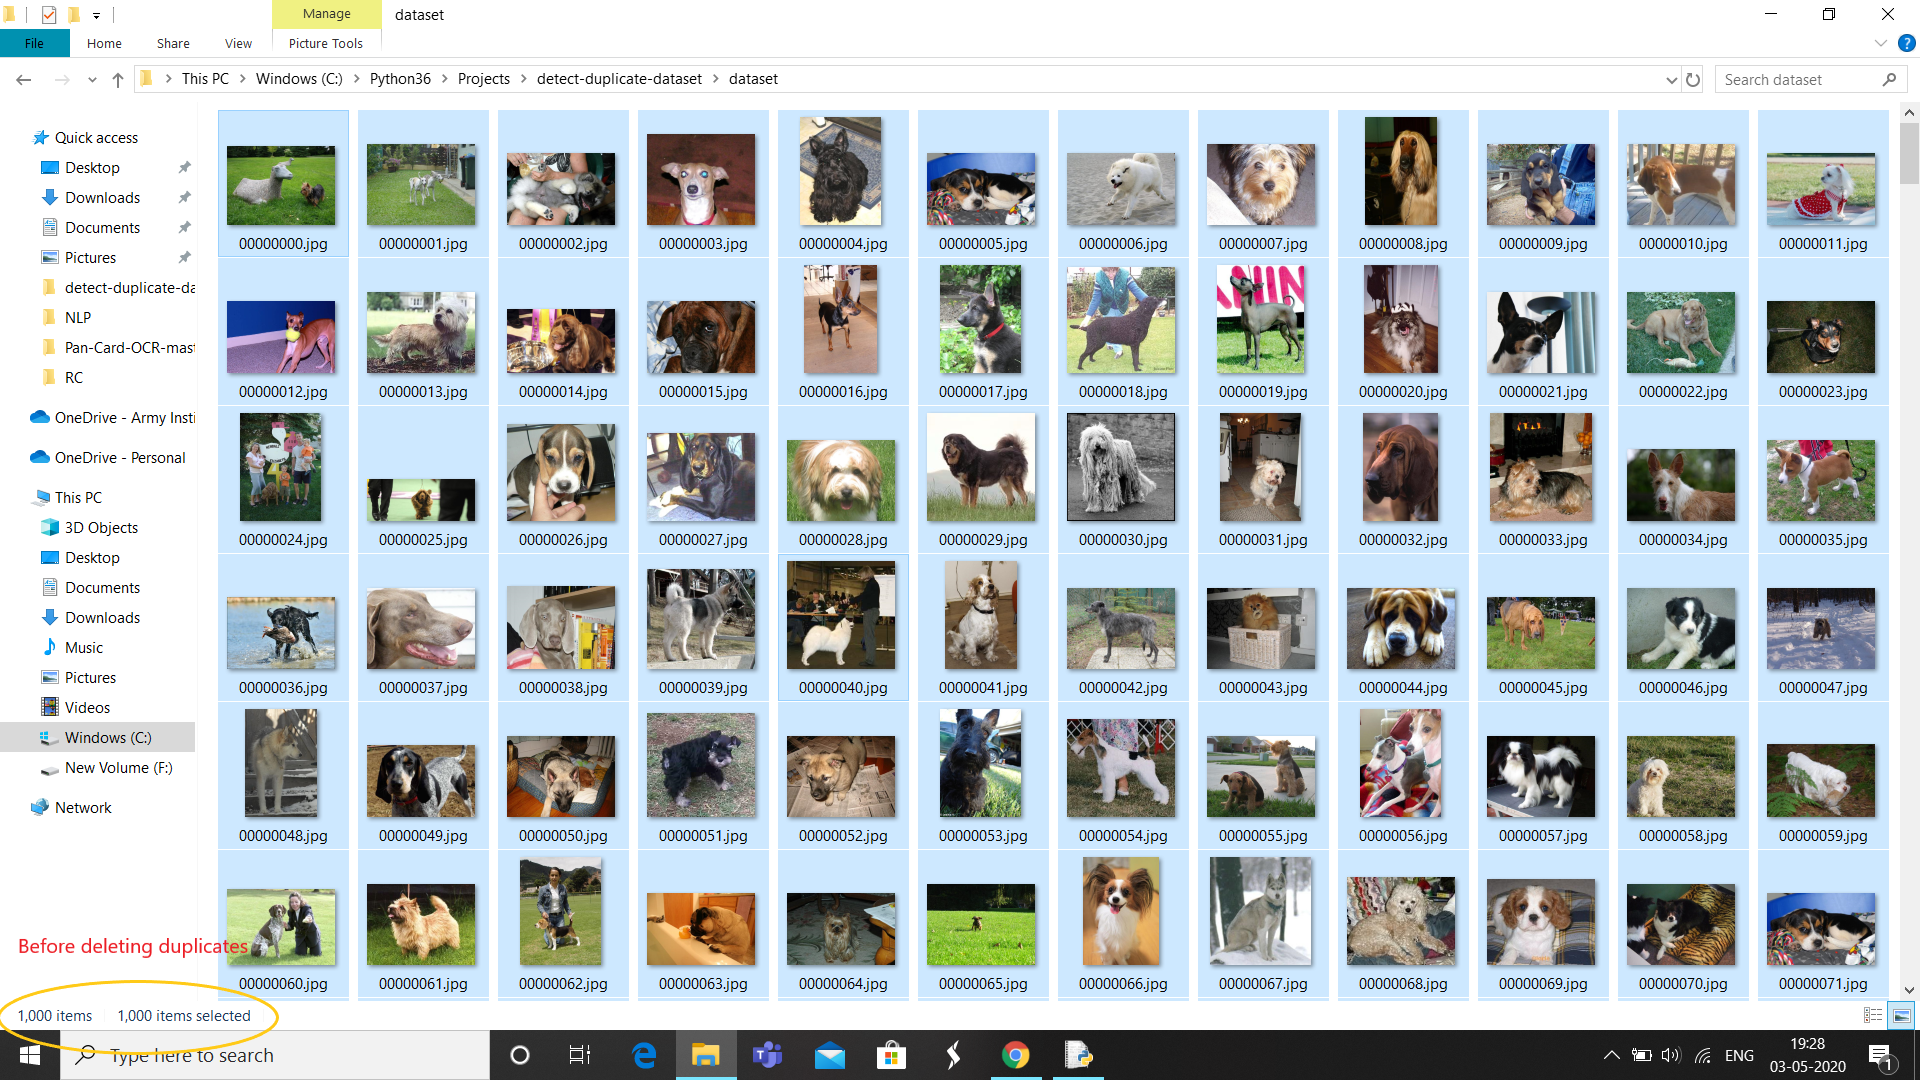 Manage
dataset
File
Home
Share
View
Picture Tools
This PC
Windows (C:)
Python36
Projects
detect-duplicate-dataset
dataset
Search dataset
Quick access
Desktop
Downloads
Documents
Pictures
detect-duplicate-da
NLP
Pan-Card-OCR-mast
RC
OneDrive - Army Insti
OneDrive - Personal
This PC
3D Objects
Desktop
Documents
Downloads
Music
Pictures
Videos
Windows (C:)
New Volume (F:)
Network
00000000.jpg 00000001.jpg 00000002.jpg 00000003.jpg 00000004.jpg 00000005.jpg 00000006.jpg 00000007.jpg 00000008.jpg 00000009.jpg 00000010.jpg 00000011.jpg
00000012.jpg 00000013.jpg 00000014.jpg 00000015.jpg 00000016.jpg 00000017.jpg 00000018.jpg 00000019.jpg 00000020.jpg 00000021.jpg 00000022.jpg 00000023.jpg
00000024.jpg 00000025.jpg 00000026.jpg 00000027.jpg 00000028.jpg 00000029.jpg 00000030.jpg 00000031.jpg 00000032.jpg 00000033.jpg 00000034.jpg 00000035.jpg
00000036.jpg 00000037.jpg 00000038.jpg 00000039.jpg 00000040.jpg 00000041.jpg 00000042.jpg 00000043.jpg 00000044.jpg 00000045.jpg 00000046.jpg 00000047.jpg
00000048.jpg 00000049.jpg 00000050.jpg 00000051.jpg 00000052.jpg 00000053.jpg 00000054.jpg 00000055.jpg 00000056.jpg 00000057.jpg 00000058.jpg 00000059.jpg
00000060.jpg 00000061.jpg 00000062.jpg 00000063.jpg 00000064.jpg 00000065.jpg 00000066.jpg 00000067.jpg 00000068.jpg 00000069.jpg 00000070.jpg 00000071.jpg
Before deleting duplicates
1,000 items
1,000 items selected
Type here to search
ENG
19:28
03-05-2020
1